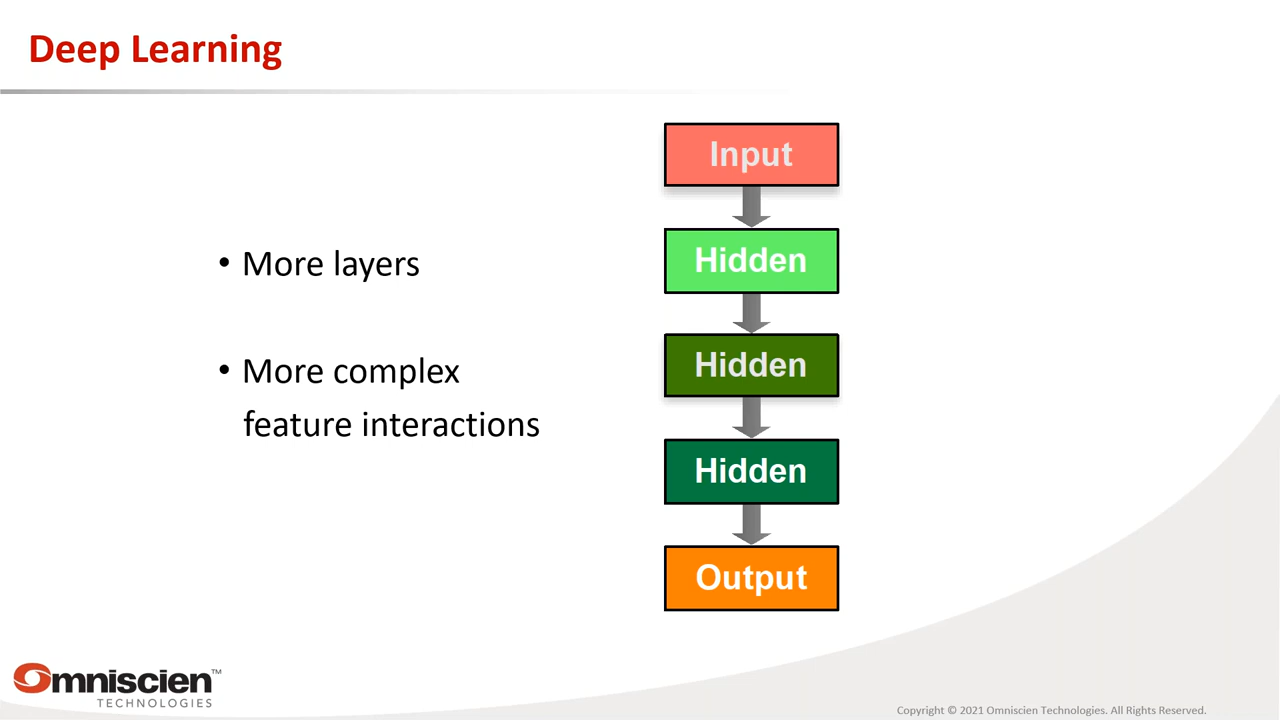 Deep Learning
• More layers
• More complex
feature interactions
Input
Hidden
Hidden
Hidden
Output
Omniscien™
TECHNOLOGIES
Copyright © 2021 Omniscien Technologies. All Rights Reserved.